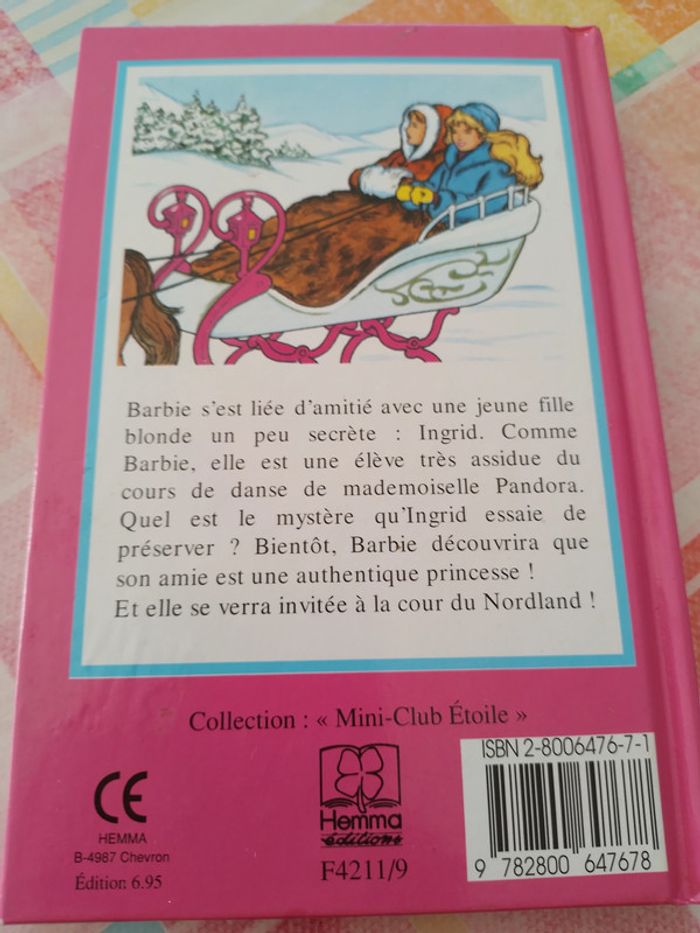 Barbie s'est liée d'amitié avec une jeune fille
blonde un peu secrète : Ingrid. Comme
Barbie, elle est une élève très assidue du
cours de danse de mademoiselle Pandora.
Quel est le mystère qu'Ingrid essaie de
préserver ? Bientôt, Barbie découvrira que
son amie est une authentique princesse !
Et elle se verra invitée à la cour du Nordland !
Collection : « Mini-Club Étoile »
CE
HEMMA
B-4987 Chevron
Édition 6.95
Hemma
éditions
F4211/9
ISBN 2-8006476-7-1
9 782800 647678